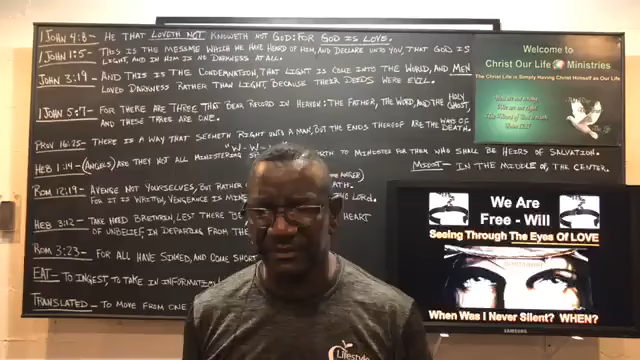 1 JOHN 4:8 - HE THAT LOVETH NOT KNOWETH NOT GOD: FOR GOD IS LOVE.
1 JOHN 1:5 - THIS IS THE MESSAGE WHICH WE HAVE HEARD OF HIM, AND DECLARE UNTO YOU, THAT GOD IS
LIGHT, AND IN HIM IS NO DARKNESS AT ALL.
JOHN 3:19 - AND THIS IS THE CONDEMNATION, THAT LIGHT IS COME INTO THE WORLD, AND MEN
LOVED DARKNESS RATHER THAN LIGHT, BECAUSE THEIR DEEDS WERE EVIL.
1 JOHN 5:7 - FOR THERE ARE THREE THAT BEAR RECORD IN HEAVEN: THE FATHER, THE WORD, AND THE HOLY GHOST,
AND THESE THREE ARE ONE.
PROV 16:25 - THERE IS A WAY THAT SEEMETH RIGHT UNTO A MAN, BUT THE ENDS THEREOF ARE THE WAYS OF DEATH.
"W-W-
HEB 1:14 - (ANGELS) ARE THEY NOT ALL MINISTERING FORTH TO MINISTER FOR THEM WHO SHALL BE HEIRS OF SALVATION.
MIDST - IN THE MIDDLE OF THE CENTER.
ROM 12:19 - AVENGE NOT YOURSELVES, BUT RATHER
FOR IT IS WRITTEN, VENGEANCE IS MINE LORD.
HEB 3:12 - TAKE HEED BRETHREN, LEST THERE BE HEART
OF UNBELIEF, IN DEPARTING FROM THE
ROM 3:23 - FOR ALL HAVE SINNED, AND COME SHORT
EAT - TO INGEST, TO TAKE IN INFORMATION
TRANSLATED - TO MOVE FROM ONE
Welcome to
Christ Our Life Ministries
The Christ Life is Simply Having Christ Himself as Our Life
We Are
Free - Will
Seeing Through The Eyes Of LOVE
When Was I Never Silent? WHEN?
SAMSUNG
Lifestyle